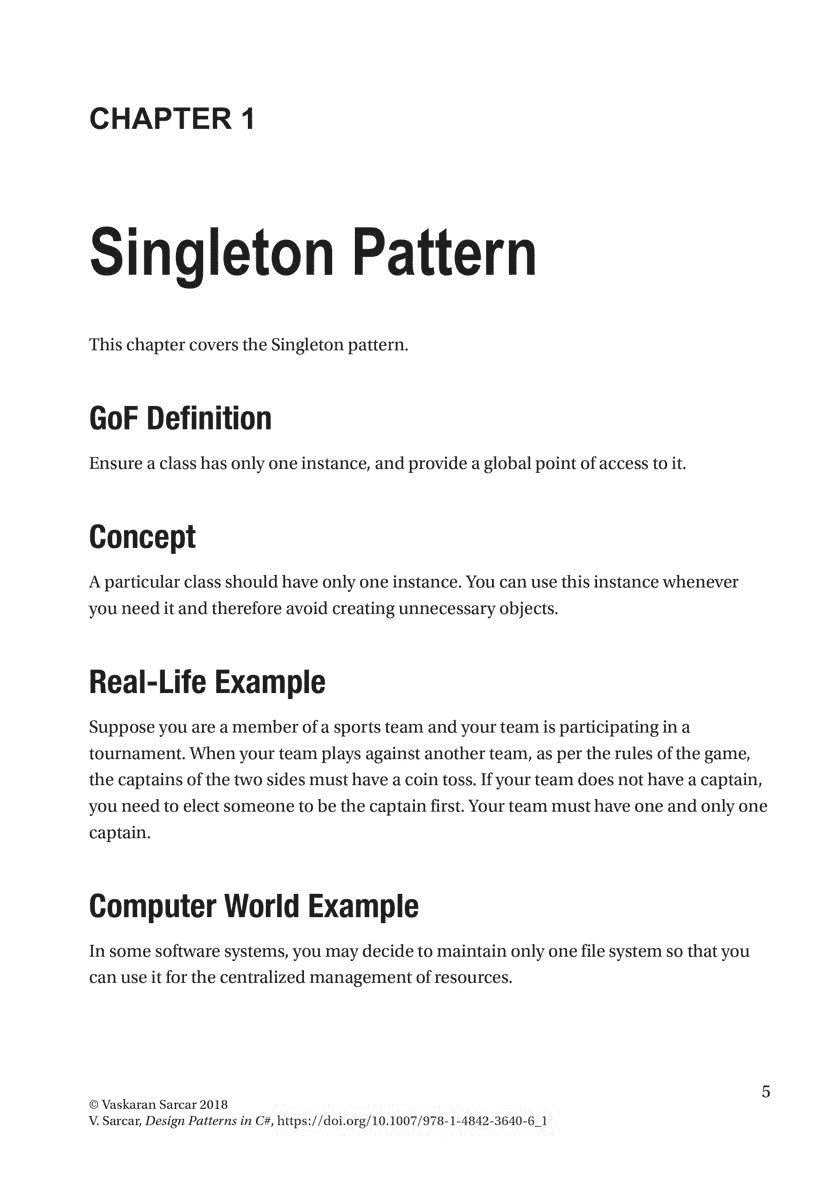 CHAPTER 1
Singleton Pattern
This chapter covers the Singleton pattern.
GoF Definition
Ensure a class has only one instance, and provide a global point of access to it.
Concept
A particular class should have only one instance. You can use this instance whenever
you need it and therefore avoid creating unnecessary objects.
Real-Life Example
Suppose you are a member of a sports team and your team is participating in a
tournament. When your team plays against another team, as per the rules of the game,
the captains of the two sides must have a coin toss. If your team does not have a captain,
you need to elect someone to be the captain first. Your team must have one and only one
captain.
Computer World Example
In some software systems, you may decide to maintain only one file system so that you
can use it for the centralized management of resources.
5
© Vaskaran Sarcar 2018
V. Sarcar, Design Patterns in C#, https://doi.org/10.1007/978-1-4842-3640-6_1